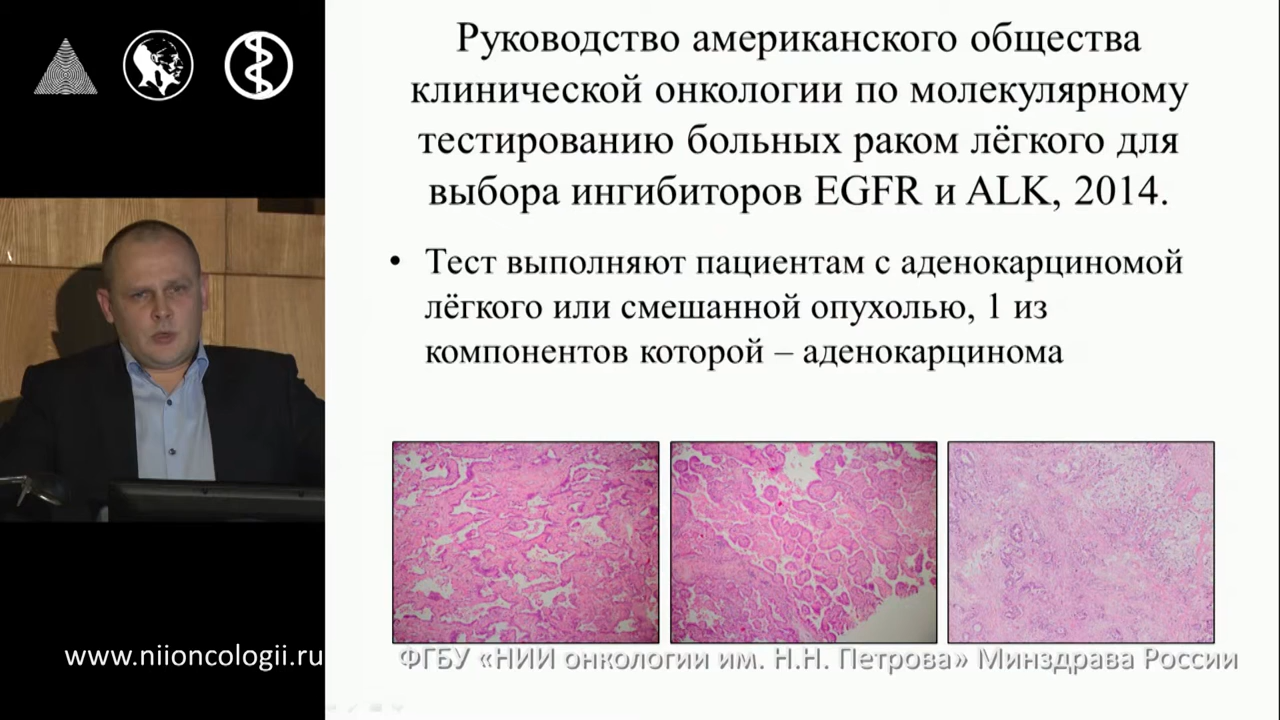 Руководство американского общества
клинической онкологии по молекулярному
тестированию больных раком лёгкого для
выбора ингибиторов EGFR и ALK, 2014.
• Тест выполняют пациентам с аденокарциномой
лёгкого или смешанной опухолью, 1 из
компонентов которой – аденокарцинома
www.niioncologii.ru
ФГБУ «НИИ онкологии им. Н.Н. Петрова» Минздрава России